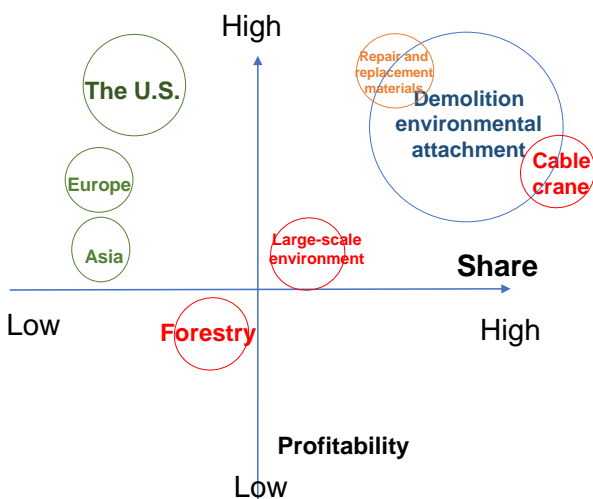 High
Repair and
replacement
materials
The U.S.
Demolition
environmental
attachment
Cable
crane
Europe
Large-scale
environment
Asia
Share
Low
Forestry
High
Profitability
Low